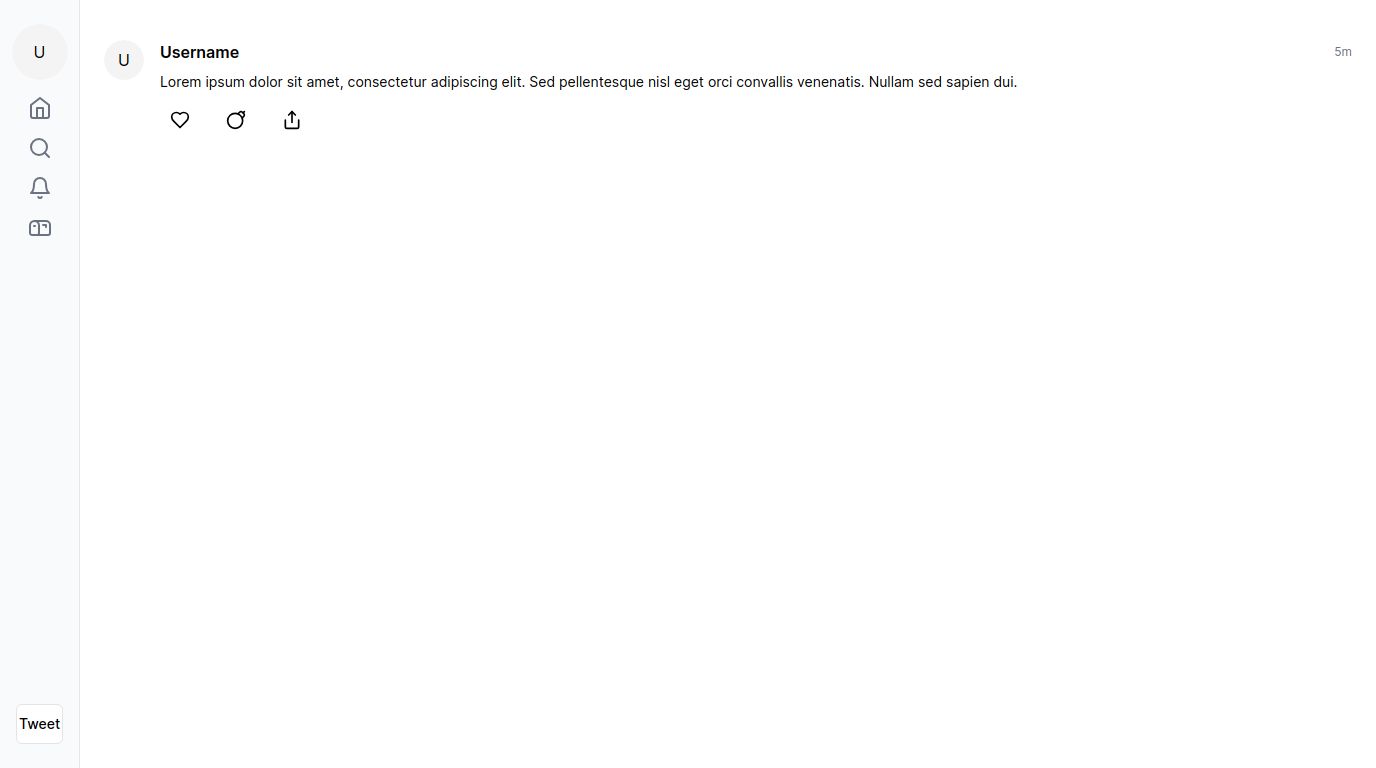 U
U
Username
5m
Lorem ipsum dolor sit amet, consectetur adipiscing elit. Sed pellentesque nisl eget orci convallis venenatis. Nullam sed sapien dui.
Tweet